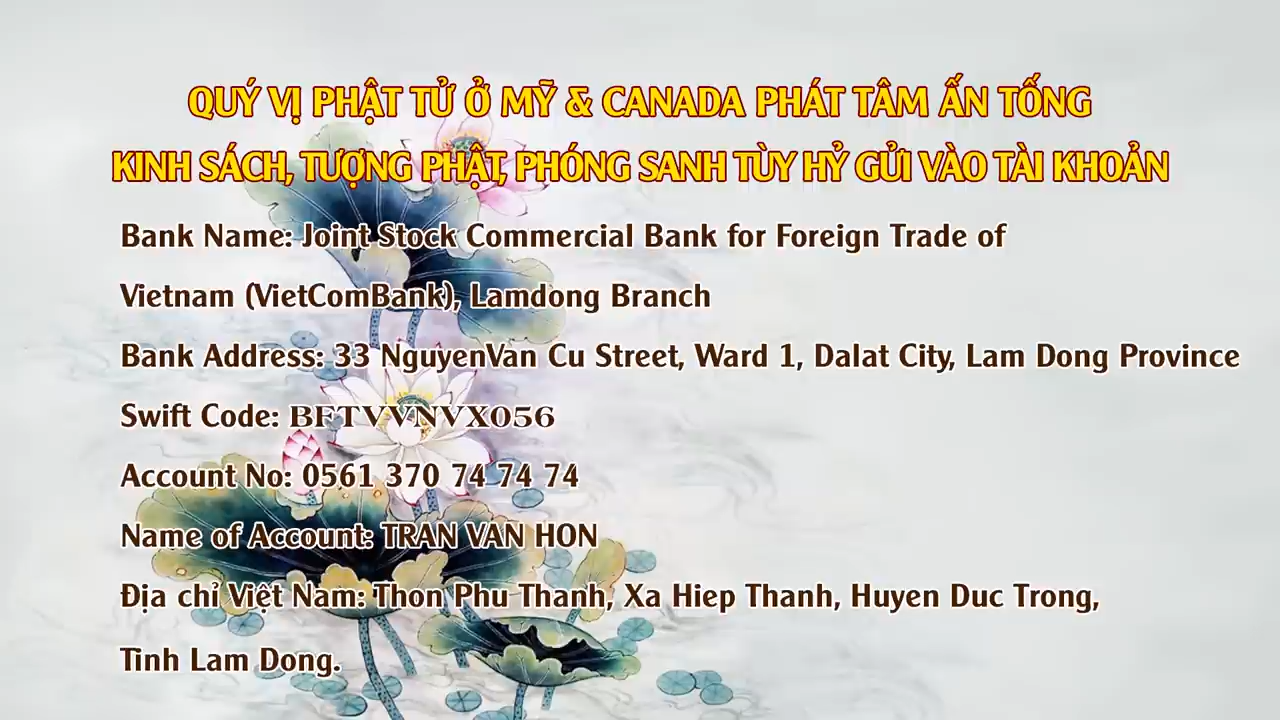 QUÝ VỊ PHẬT TỬ Ở MỸ & CANADA PHÁT TÂM ẤN TỐNG
KINH SÁCH, TƯỢNG PHẬT, PHÓNG SANH TÙY HỶ GỬI VÀO TÀI KHOẢN
Bank Name: Joint Stock Commercial Bank for Foreign Trade of
Vietnam (VietComBank), Lamdong Branch
Bank Address: 33 NguyenVan Cu Street, Ward 1, Dalat City, Lam Dong Province
Swift Code: BFTVVNVX056
Account No: 0561 370 74 74 74
Name of Account: TRAN VAN HON
Địa chỉ Việt Nam: Thon Phu Thanh, Xa Hiep Thanh, Huyen Duc Trong,
Tỉnh Lam Dong.